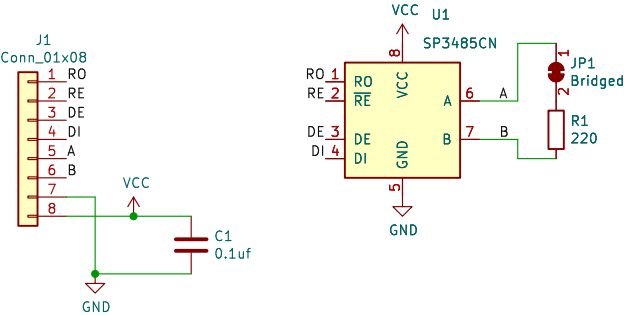 J1
Conn_01x08
1 RO
2 RE
3 DE
4 DI
5 A
6 B
7
8
VCC
C1
0.1uf
GND
VCC
U1
SP3485CN
8
VCC
RO 1 RO
RE 2 RE
DE 3 DE
DI 4 DI
A 6 A
B 7 B
GND
5
GND
1
JP1
Bridged
2
R1
220